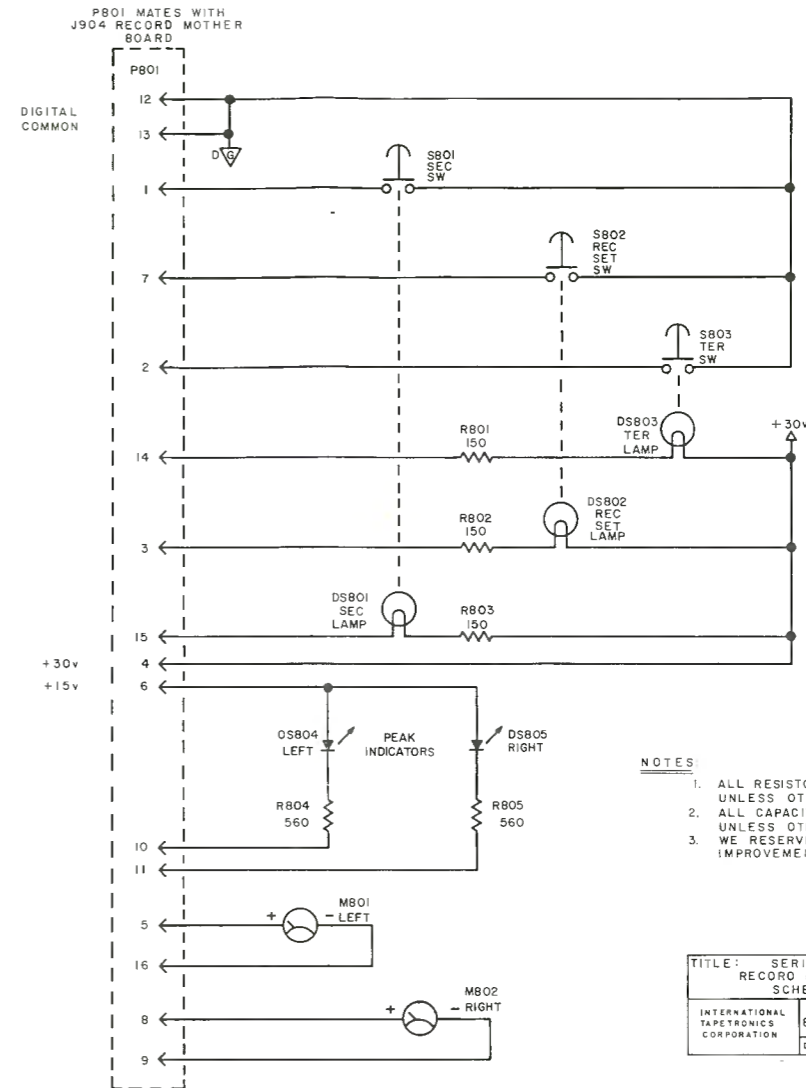 P801 MATES WITH
J904 RECORD MOTHER
BOARD
P801
12
DIGITAL
COMMON
13
D G
S801
SEC
SW
1
S802
REC
SET
SW
7
S803
TER
SW
2
DS803
TER
LAMP
+30v
R801
150
14
DS802
REC
SET
LAMP
R802
150
3
DS801
SEC
LAMP
R803
150
15
+30v 4
+15v 6
DS804
LEFT
PEAK
INDICATORS
DS805
RIGHT
R804
560
R805
560
10
11
NOTES:
1. ALL RESISTO
UNLESS OT
2. ALL CAPACI
UNLESS OT
3. WE RESERV
IMPROVEME
M801
+ - LEFT
5
16
M802
+ - RIGHT
8
9
TITLE: SERI
RECORD
SCHE
INTERNATIONAL
TAPETRONICS
CORPORATION